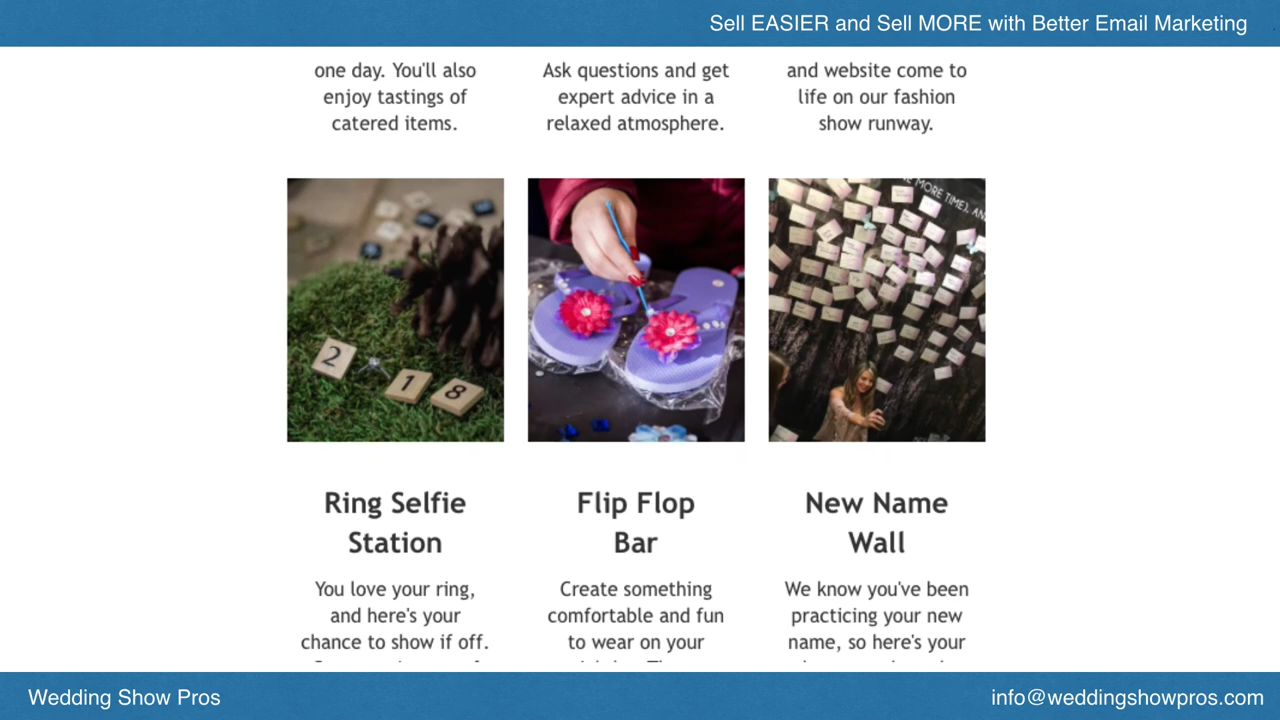 Sell EASIER and Sell MORE with Better Email Marketing
one day. You'll also
enjoy tastings of
catered items.
Ask questions and get
expert advice in a
relaxed atmosphere.
and website come to
life on our fashion
show runway.
2
1
8
MORE TIME), AN
Ring Selfie
Station
You love your ring,
and here's your
chance to show if off.
Flip Flop
Bar
Create something
comfortable and fun
to wear on your
New Name
Wall
We know you've been
practicing your new
name, so here's your
Wedding Show Pros
info@weddingshowpros.com